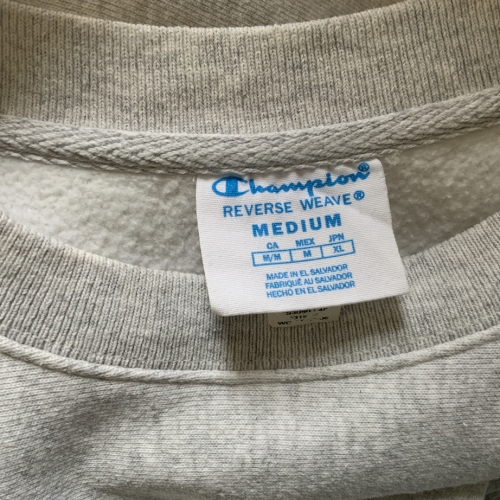 Champion®
REVERSE WEAVE®
MEDIUM
CA MEX JPN
M/M M XL
MADE IN EL SALVADOR
FABRIQUÉ AU SALVADOR
HECHO EN EL SALVADOR